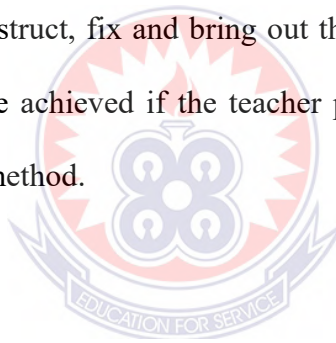 struct, fix and bring out th
e achieved if the teacher p
method.
EDUCATION FOR SERVICE